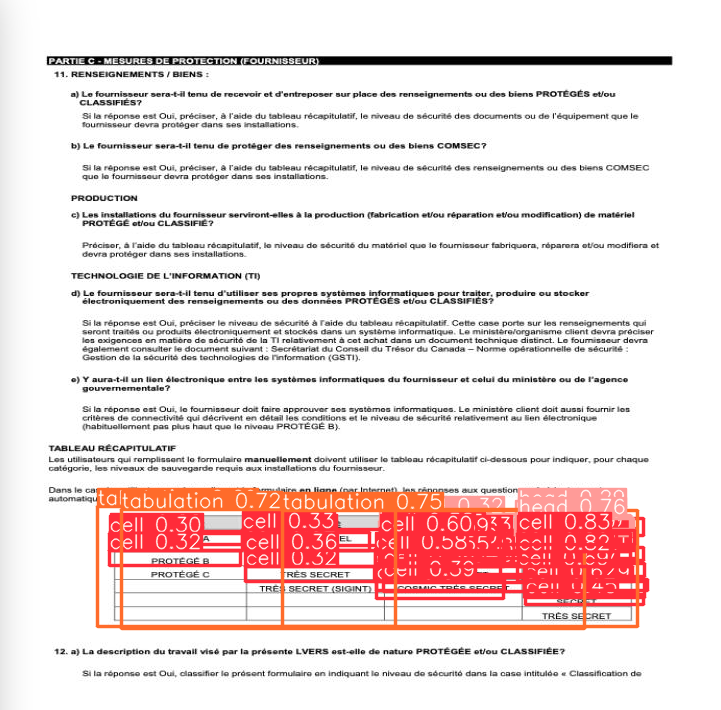 PARTIE C - MESURES DE PROTECTION (FOURNISSEUR)
11. RENSEIGNEMENTS / BIENS :
a) Le fournisseur sera-t-il tenu de recevoir et d'entreposer sur place des renseignements ou des biens PROTÉGÉS et/ou
CLASSIFIÉS?
Si la réponse est Oui, préciser, à l'aide du tableau récapitulatif, le niveau de sécurité des documents ou de l'équipement que le
fournisseur devra protéger dans ses installations.
b) Le fournisseur sera-t-il tenu de protéger des renseignements ou des biens COMSEC?
Si la réponse est Oui, préciser, à l'aide du tableau récapitulatif, le niveau de sécurité des renseignements ou des biens COMSEC
que le fournisseur devra protéger dans ses installations.
PRODUCTION
c) Les installations du fournisseur serviront-elles à la production (fabrication et/ou réparation et/ou modification) de matériel
PROTÉGÉ et/ou CLASSIFIÉ?
Préciser, à l'aide du tableau récapitulatif, le niveau de sécurité du matériel que le fournisseur fabriquera, réparera et/ou modifiera et
devra protéger dans ses installations.
TECHNOLOGIE DE L'INFORMATION (TI)
d) Le fournisseur sera-t-il tenu d'utiliser ses propres systèmes informatiques pour traiter, produire ou stocker
électroniquement des renseignements ou des données PROTÉGÉS et/ou CLASSIFIÉS?
Si la réponse est Oui, préciser le niveau de sécurité à l'aide du tableau récapitulatif. Cette case porte sur les renseignements qui
seront traités ou produits électroniquement et stockés dans un système informatique. Le ministère/organisme client devra préciser
les exigences en matière de sécurité de la TI relativement à cet achat dans un document technique distinct. Le fournisseur devra
également consulter le document suivant : Secrétariat du Conseil du Trésor du Canada – Norme opérationnelle de sécurité :
Gestion de la sécurité des technologies de l'information (GSTI).
e) Y aura-t-il un lien électronique entre les systèmes informatiques du fournisseur et celui du ministère ou de l'agence
gouvernementale?
Si la réponse est Oui, le fournisseur doit faire approuver ses systèmes informatiques. Le ministère client doit aussi fournir les
critères de connectivité qui décrivent en détail les conditions et le niveau de sécurité relativement au lien électronique
(habituellement pas plus haut que le niveau PROTÉGÉ B).
TABLEAU RÉCAPITULATIF
Les utilisateurs qui remplissent le formulaire manuellement doivent utiliser le tableau récapitulatif ci-dessous pour indiquer, pour chaque
catégorie, les niveaux de sauvegarde requis aux installations du fournisseur.
Dans le formulaire en ligne (par Internet), les réponses aux
tabulation 0.72 tabulation 0.75 0.32 head 0.76
cell 0.30 cell 0.33 cell 0.60 cell 0.83
cell 0.32 cell 0.36
PROTÉGÉ B cell 0.32
PROTÉGÉ C TRÈS SECRET 0.39
TRÈS SECRET (SIGINT) COSMIC TRÈS SECRET
SECRET
TRÈS SECRET
12. a) La description du travail visé par la présente LVERS est-elle de nature PROTÉGÉE et/ou CLASSIFIÉE?
Si la réponse est Oui, classifier le présent formulaire en indiquant le niveau de sécurité dans la case intitulée « Classification de